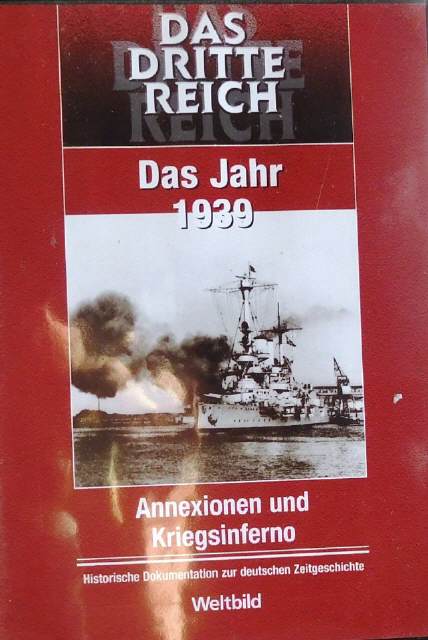 DAS
DRITTE
REICH
Das Jahr
1939
Annexionen und
Kriegsinferno
Historische Dokumentation zur deutschen Zeitgeschichte
Weltbild